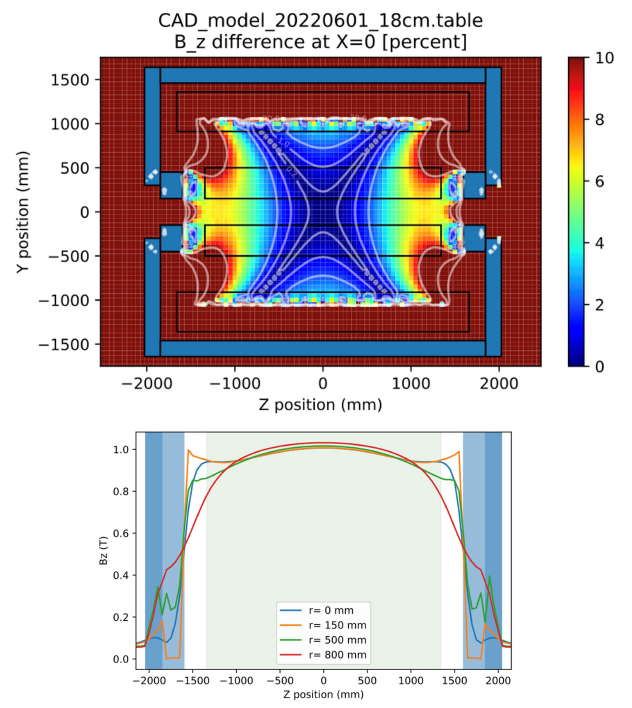 CAD_model_20220601_18cm.table
B_z difference at X=0 [percent]
Y position (mm)
1500
1000
500
0
−500
−1000
−1500
−2000 −1000 0 1000 2000
Z position (mm)
10
8
6
4
2
0
Bz (T)
1.0
0.8
0.6
0.4
0.2
0.0
r= 0 mm
r= 150 mm
r= 500 mm
r= 800 mm
−2000 −1500 −1000 −500 0 500 1000 1500 2000
Z position (mm)